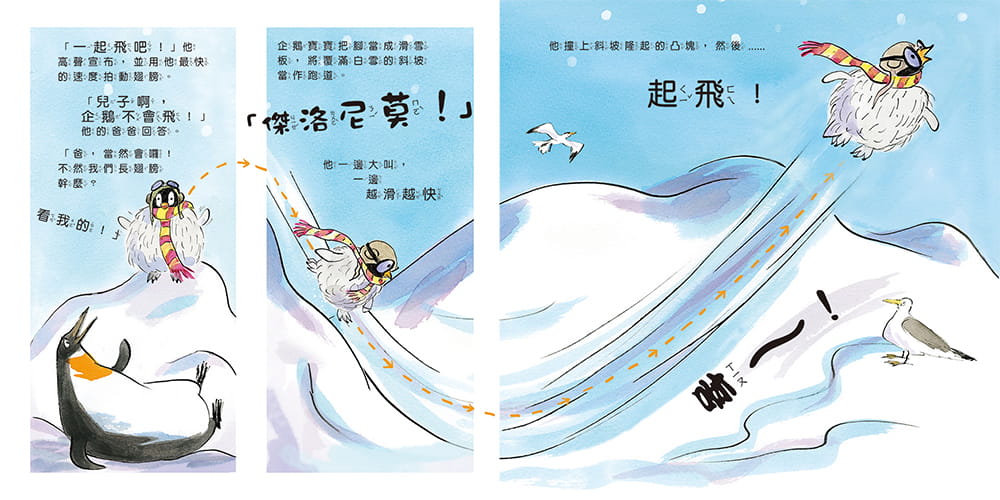 「一起飛吧！」他
高聲宣布，並用他最快
的速度拍動翅膀。
「兒子啊，
企鵝不會飛！」
他的爸爸回答。
「爸，當然會囉！
不然我們長翅膀
幹麼？
看我的！」
企鵝寶寶把腳當成滑雪
板，將覆滿白雪的斜坡
當作跑道。
「傑洛尼莫！」
他一邊大叫，
一邊
越滑越快
他撞上斜坡隆起的凸塊，然後……
起飛！
咻～！